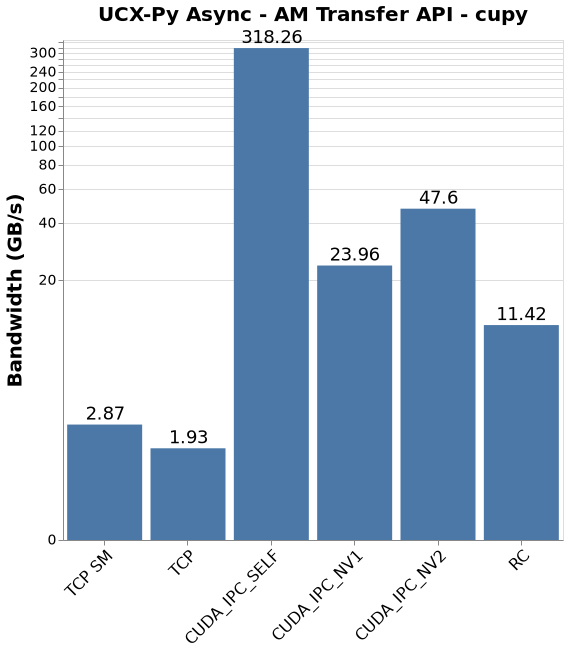 UCX-Py Async - AM Transfer API - cupy
318.26
300
240
200
160
120
100
80
60
40
20
0
Bandwidth (GB/s)
2.87
1.93
23.96
47.6
11.42
TCP SM
TCP
CUDA_IPC_SELF
CUDA_IPC_NV1
CUDA_IPC_NV2
RC